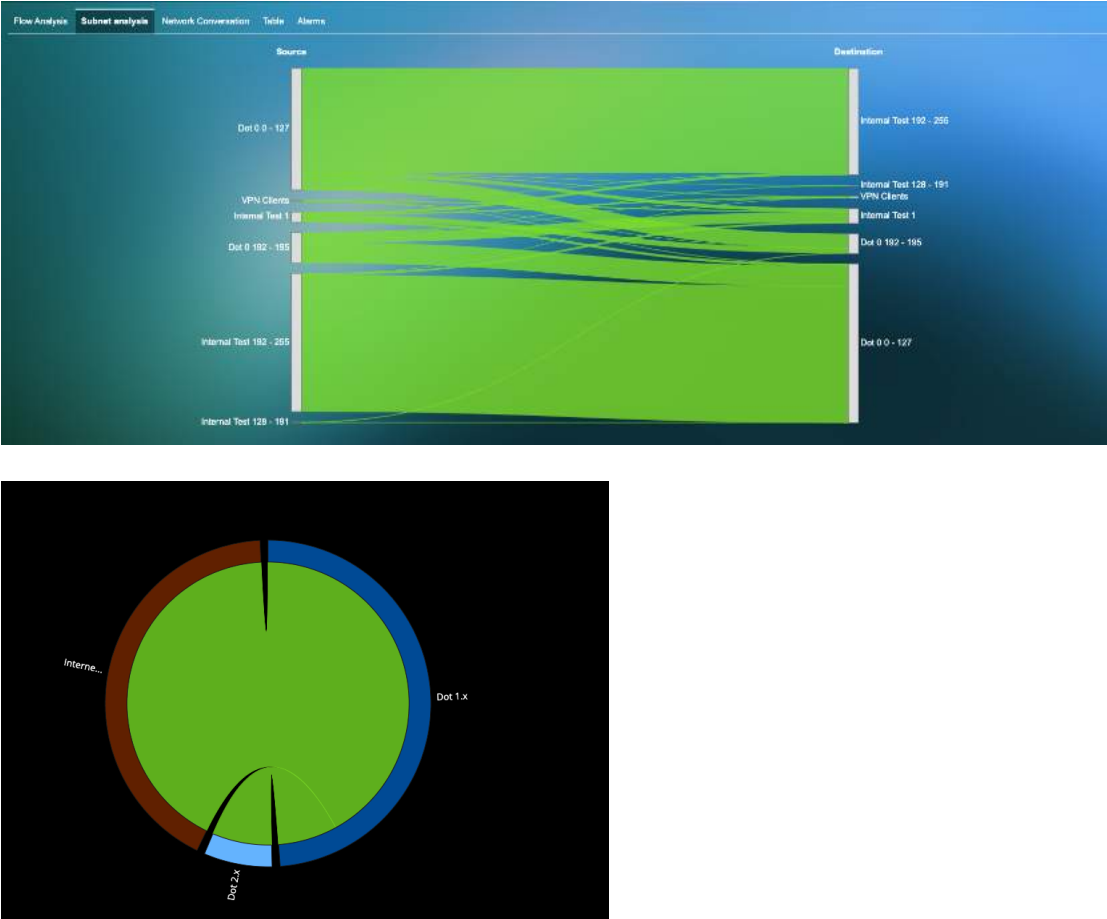 Flow Analysis Subnet analysis Network Conversation Table Alarms
Source Destination
Dot 0 0 - 127
VPN Clients
Internal Test 1
Dot 0 192 - 195
Internal Test 192 - 255
Internal Test 128 - 191
Internal Test 192 - 255
Internal Test 128 - 191
VPN Clients
Internal Test 1
Dot 0 192 - 195
Dot 0 0 - 127
Interne...
Dot 1.x
Dot 2.x